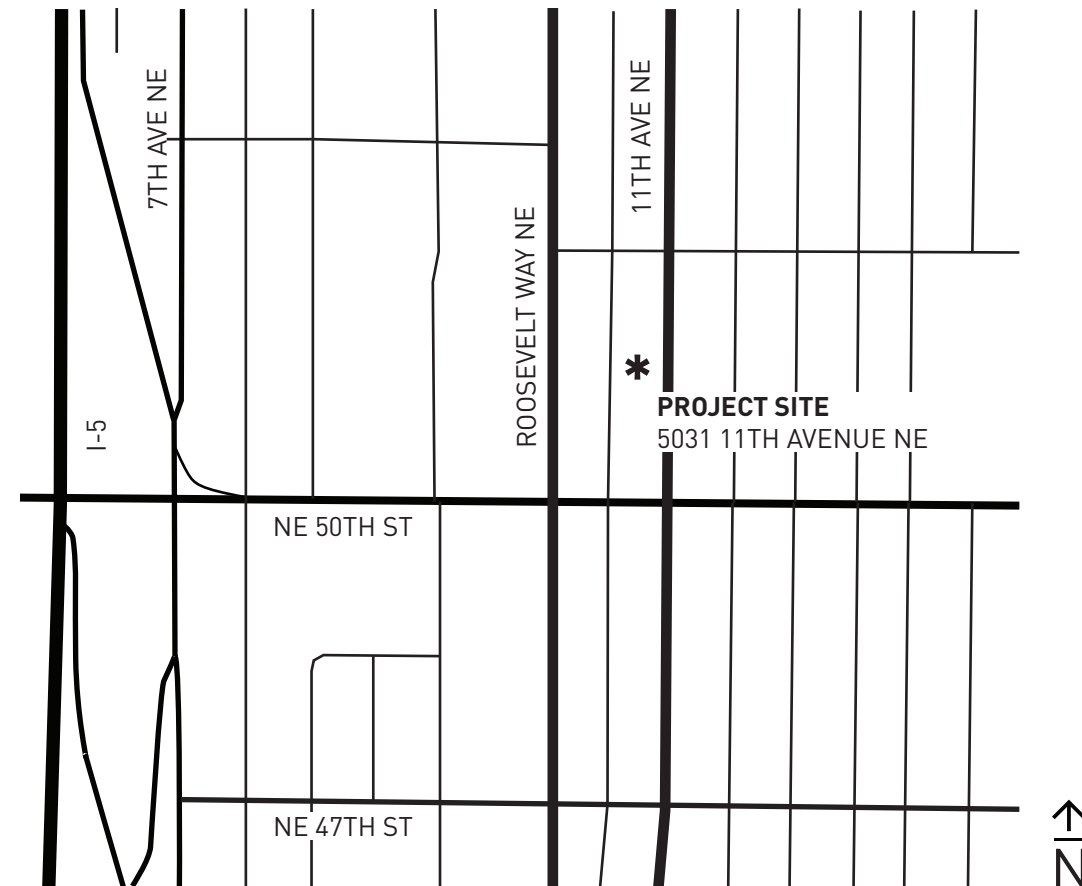 7TH AVE NE
11TH AVE NE
ROOSEVELT WAY NE
*
PROJECT SITE
5031 11TH AVENUE NE
I-5
NE 50TH ST
NE 47TH ST
N